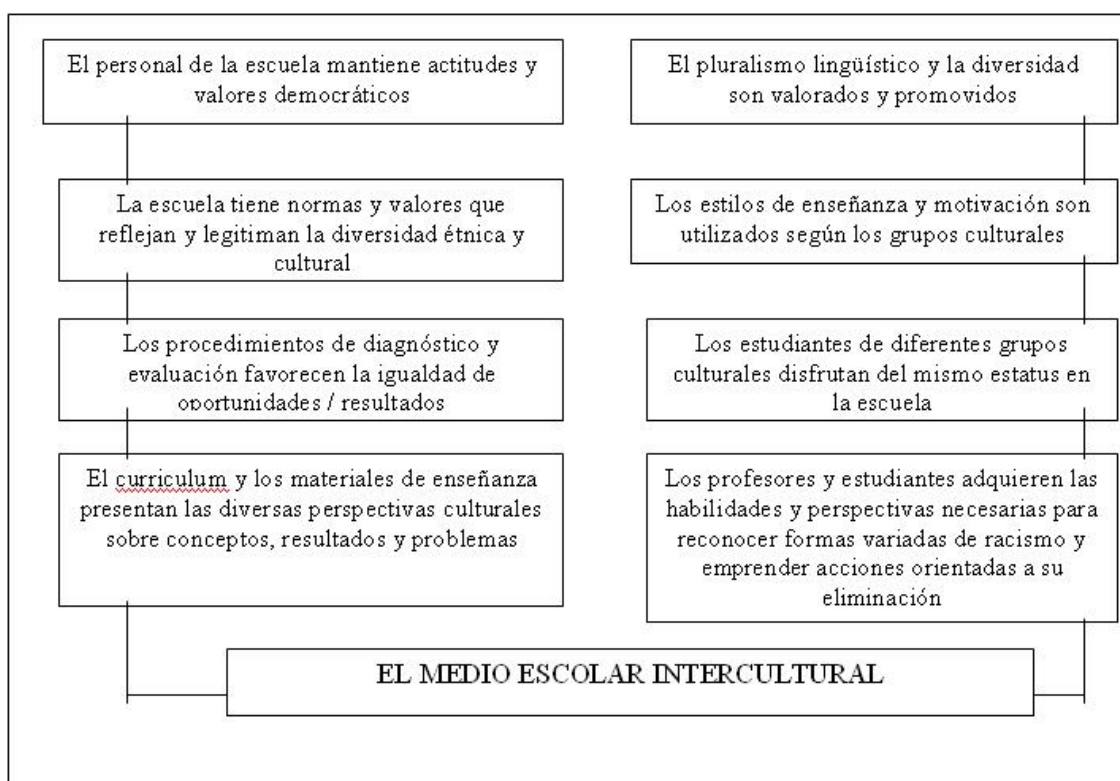 El personal de la escuela mantiene actitudes y
valores democráticos
La escuela tiene normas y valores que
reflejan y legitiman la diversidad étnica y
cultural
Los procedimientos de diagnóstico y
evaluación favorecen la igualdad de
oportunidades / resultados
El curriculum y los materiales de enseñanza
presentan las diversas perspectivas culturales
sobre conceptos, resultados y problemas
El pluralismo lingüístico y la diversidad
son valorados y promovidos
Los estilos de enseñanza y motivación son
utilizados según los grupos culturales
Los estudiantes de diferentes grupos
culturales disfrutan del mismo estatus en
la escuela
Los profesores y estudiantes adquieren las
habilidades y perspectivas necesarias para
reconocer formas variadas de racismo y
emprender acciones orientadas a su
eliminación
EL MEDIO ESCOLAR INTERCULTURAL